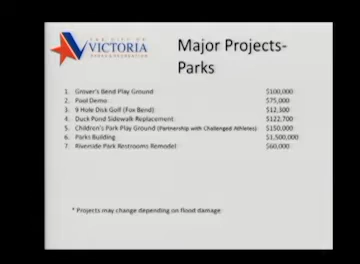 THE CITY OF
VICTORIA
PARKS & RECREATION
Major Projects-
Parks
1. Grover's Bend Play Ground $100,000
2. Pool Demo $75,000
3. 9 Hole Disk Golf (Fox Bend) $12,300
4. Duck Pond Sidewalk Replacement $122,700
5. Children's Park Play Ground (Partnership with Challenged Athletes) $150,000
6. Parks Building $1,500,000
7. Riverside Park Restrooms Remodel $60,000
* Projects may change depending on flood damage